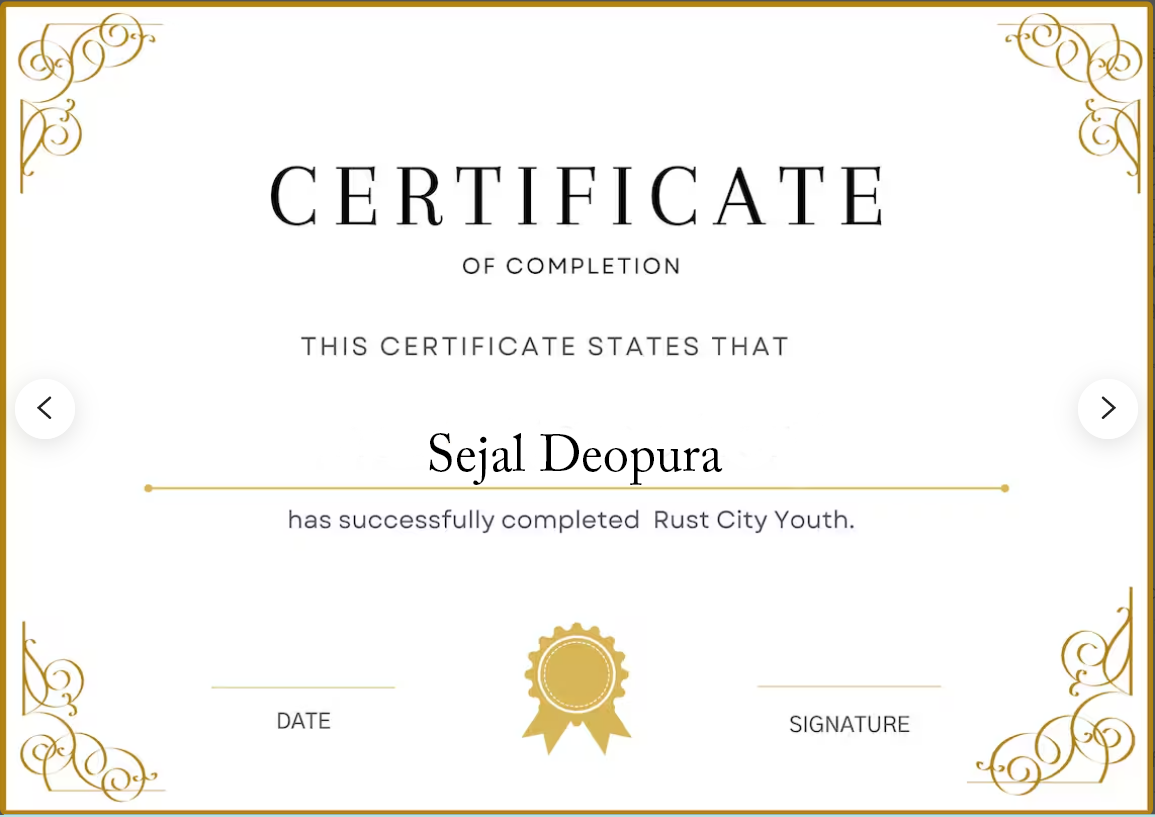 CERTIFICATE
OF COMPLETION
THIS CERTIFICATE STATES THAT
Sejal Deopura
has successfully completed Rust City Youth.
DATE
SIGNATURE